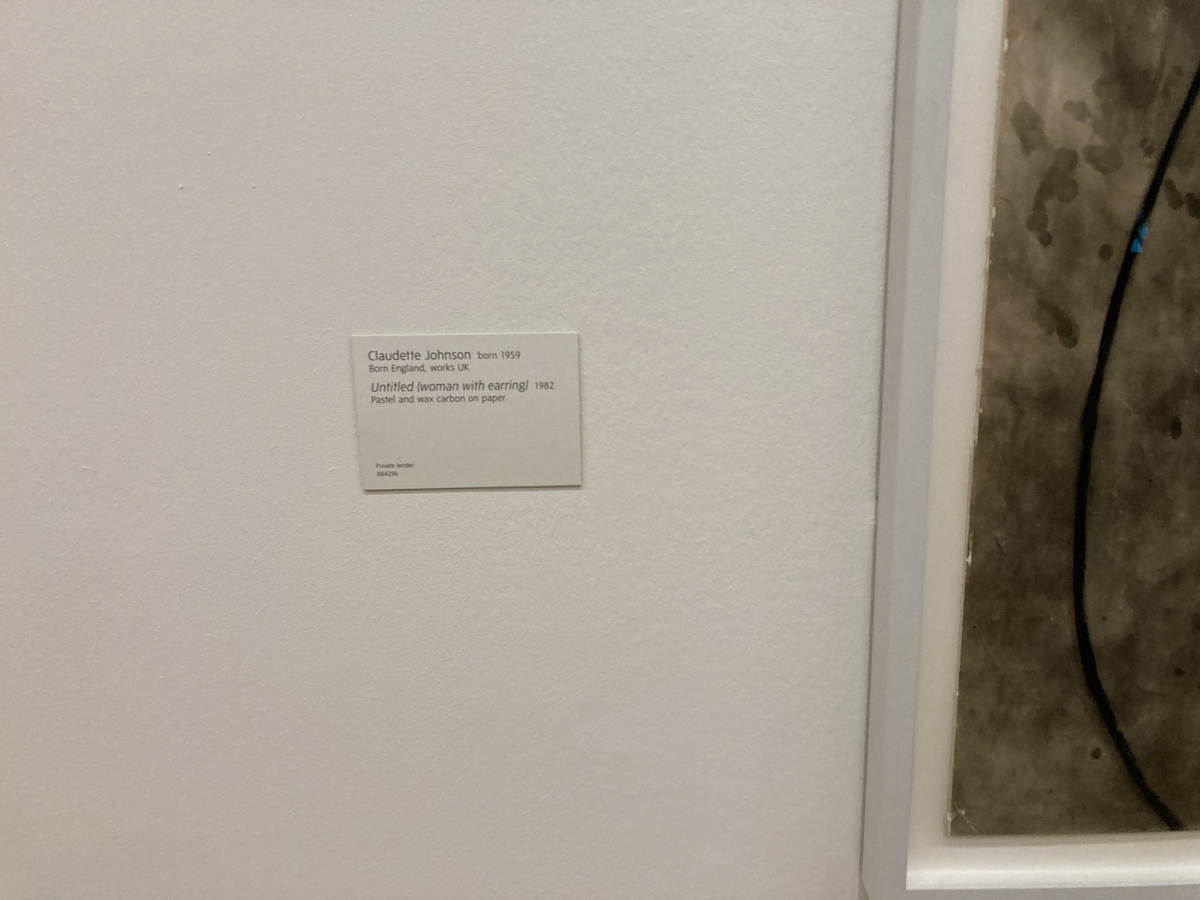 Claudette Johnson born 1959
Born England, works UK
Untitled (woman with earring) 1982
Pastel and wax carbon on paper
Private lender
X84296